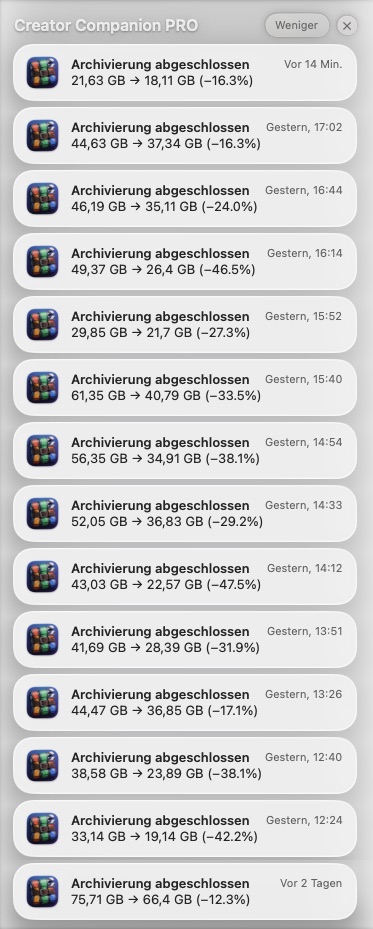 Creator Companion PRO
Weniger
Archivierung abgeschlossen Vor 14 Min.
21,63 GB → 18,11 GB (−16.3%)
Archivierung abgeschlossen Gestern, 17:02
44,63 GB → 37,34 GB (−16.3%)
Archivierung abgeschlossen Gestern, 16:44
46,19 GB → 35,11 GB (−24.0%)
Archivierung abgeschlossen Gestern, 16:14
49,37 GB → 26,4 GB (−46.5%)
Archivierung abgeschlossen Gestern, 15:52
29,85 GB → 21,7 GB (−27.3%)
Archivierung abgeschlossen Gestern, 15:40
61,35 GB → 40,79 GB (−33.5%)
Archivierung abgeschlossen Gestern, 14:54
56,35 GB → 34,91 GB (−38.1%)
Archivierung abgeschlossen Gestern, 14:33
52,05 GB → 36,83 GB (−29.2%)
Archivierung abgeschlossen Gestern, 14:12
43,03 GB → 22,57 GB (−47.5%)
Archivierung abgeschlossen Gestern, 13:51
41,69 GB → 28,39 GB (−31.9%)
Archivierung abgeschlossen Gestern, 13:26
44,47 GB → 36,85 GB (−17.1%)
Archivierung abgeschlossen Gestern, 12:40
38,58 GB → 23,89 GB (−38.1%)
Archivierung abgeschlossen Gestern, 12:24
33,14 GB → 19,14 GB (−42.2%)
Archivierung abgeschlossen Vor 2 Tagen
75,71 GB → 66,4 GB (−12.3%)